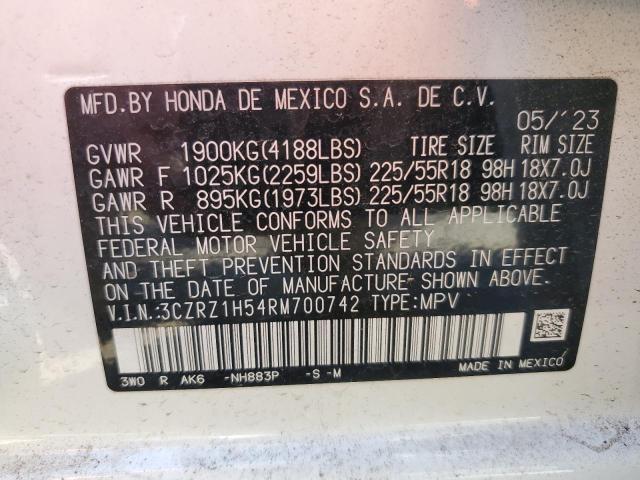 MFD.BY HONDA DE MEXICO S.A. DE C.V.
05/'23
GVWR 1900KG(4188LBS) TIRE SIZE RIM SIZE
GAWR F 1025KG(2259LBS) 225/55R18 98H 18X7.0J
GAWR R 895KG(1973LBS) 225/55R18 98H 18X7.0J
THIS VEHICLE CONFORMS TO ALL APPLICABLE
FEDERAL MOTOR VEHICLE SAFETY
AND THEFT PREVENTION STANDARDS IN EFFECT
ON THE DATE OF MANUFACTURE SHOWN ABOVE.
V.I.N.:3CZRZ1H54RM700742 TYPE:MPV
3W0 R AK6 -NH883P -S -M
MADE IN MEXICO